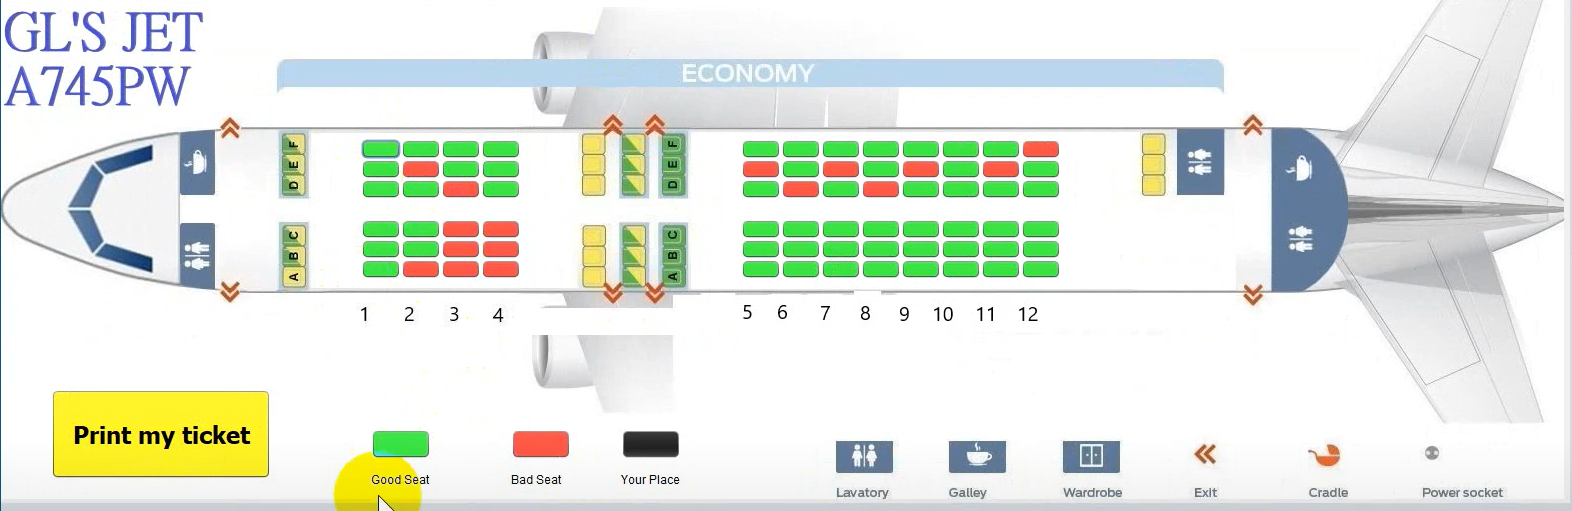 GL'S JET
A745PW
ECONOMY
F
E
D
F
E
D
C
B
A
C
B
A
1 2 3 4 5 6 7 8 9 10 11 12
Print my ticket
Good Seat Bad Seat Your Place
Lavatory Galley Wardrobe Exit Cradle Power socket